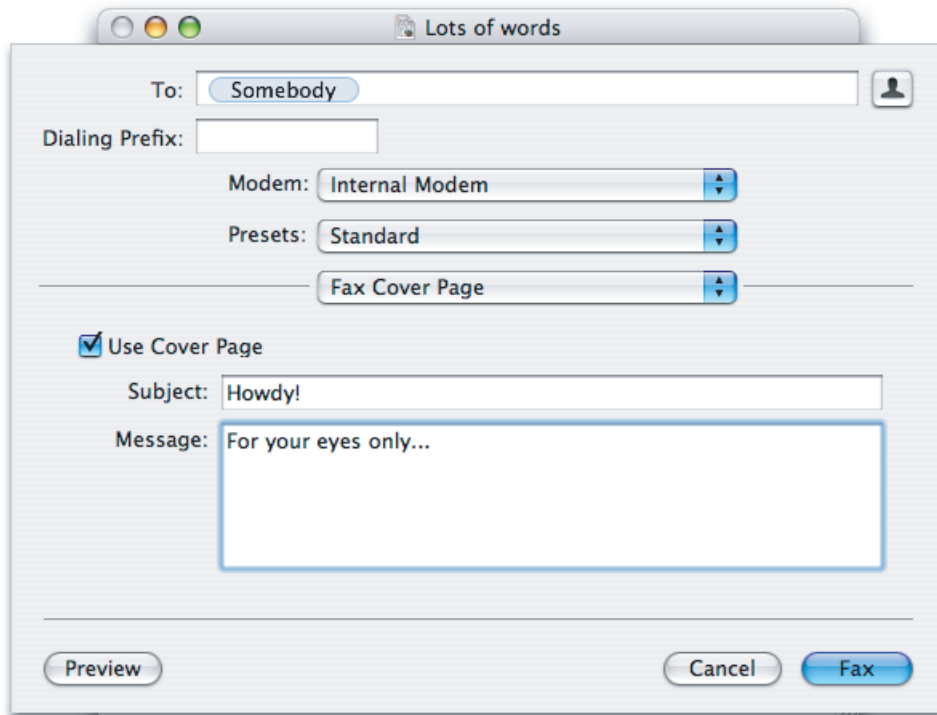 Lots of words
To: Somebody
Dialing Prefix:
Modem: Internal Modem
Presets: Standard
Fax Cover Page
Use Cover Page
Subject: Howdy!
Message: For your eyes only...
Preview Cancel Fax